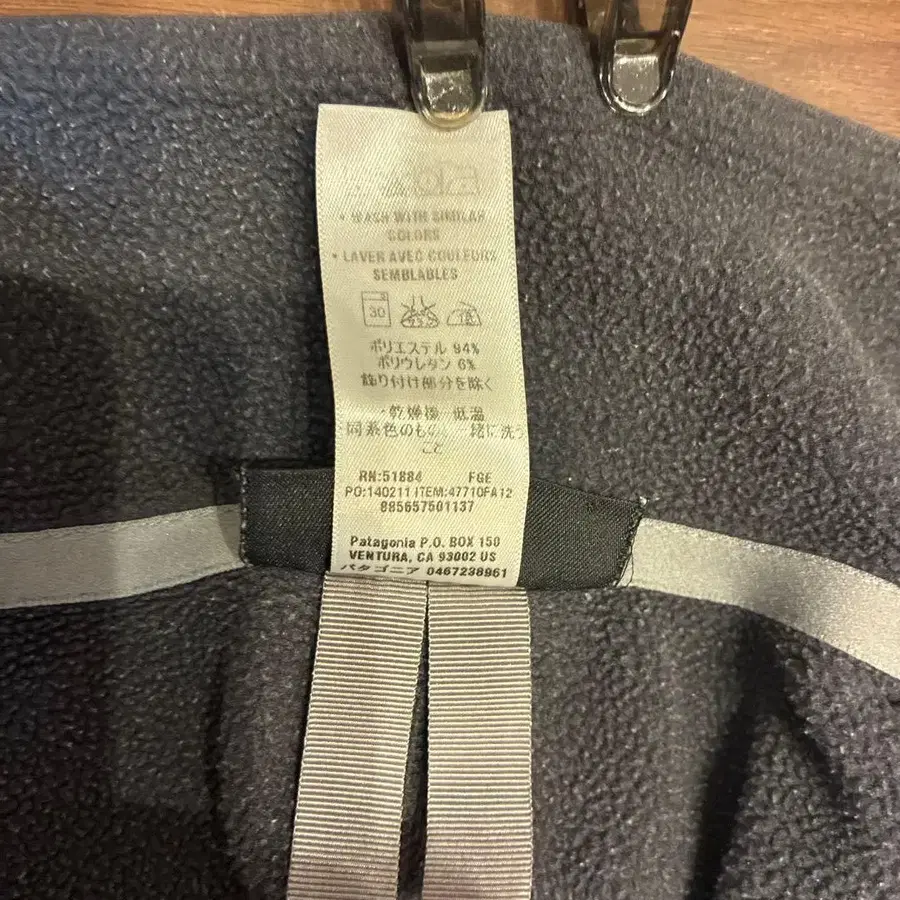 • WASH WITH SIMILAR
COLORS
• LAVER AVEC COULEURS
SEMBLABLES
30
ポリエステル 94%
ポリウレタン 6%
飾り付け部分を除く
・乾燥機 低温
同系色のもの 一緒に洗う
こと
RN:51884 FGE
PO:140211 ITEM:47710FA12
885657501137
Patagonia P.O. BOX 150
VENTURA, CA 93002 US
パタゴニア 0467238961